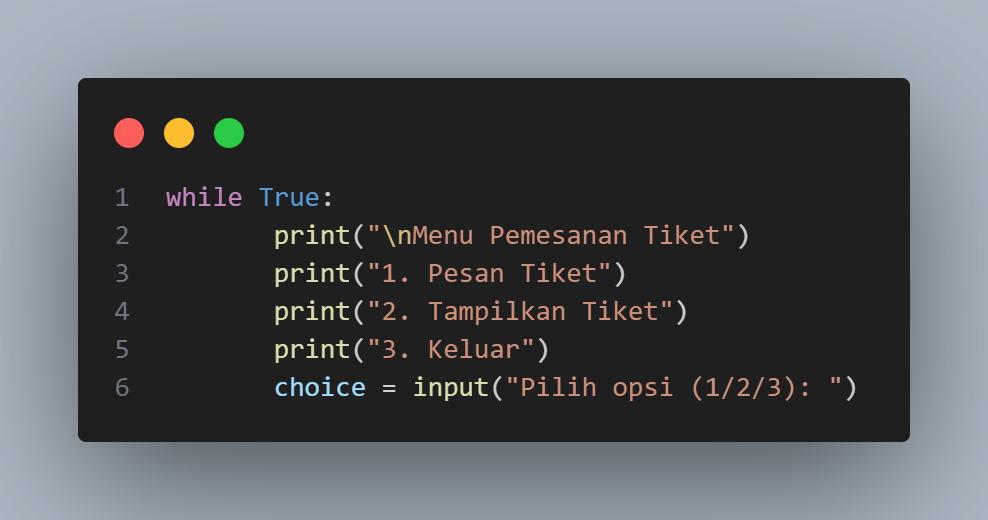 1 while True:
2 print("\nMenu Pemesanan Tiket")
3 print("1. Pesan Tiket")
4 print("2. Tampilkan Tiket")
5 print("3. Keluar")
6 choice = input("Pilih opsi (1/2/3): ")